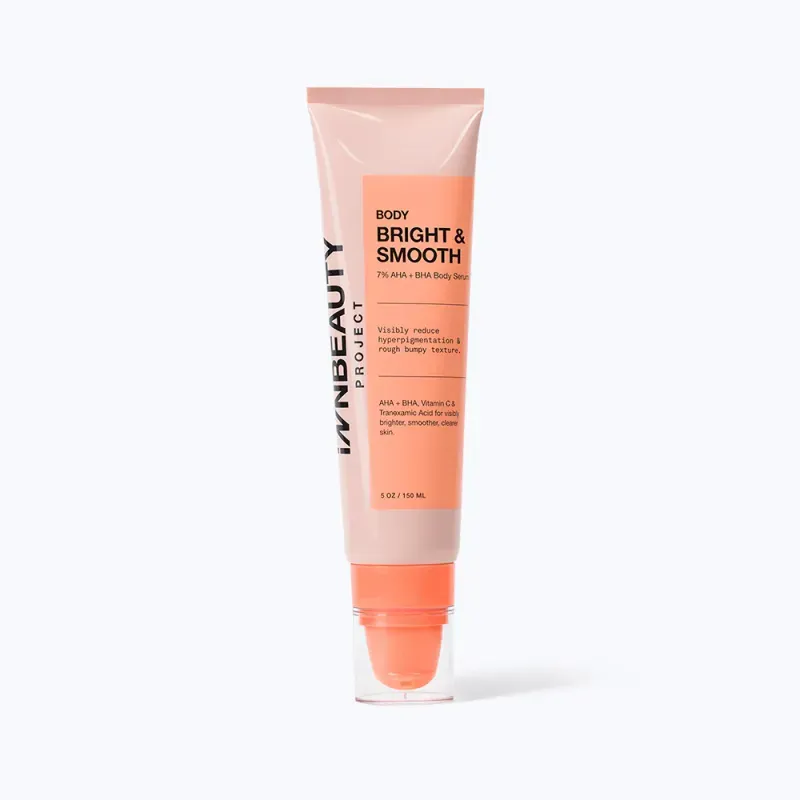 INNBEAUTY
PROJECT
BODY
BRIGHT &
SMOOTH
7% AHA + BHA Body Serum
Visibly reduce
hyperpigmentation &
rough bumpy texture.
AHA + BHA, Vitamin C &
Tranexamic Acid for visibly
brighter, smoother, clearer
skin.
5 OZ / 150 ML